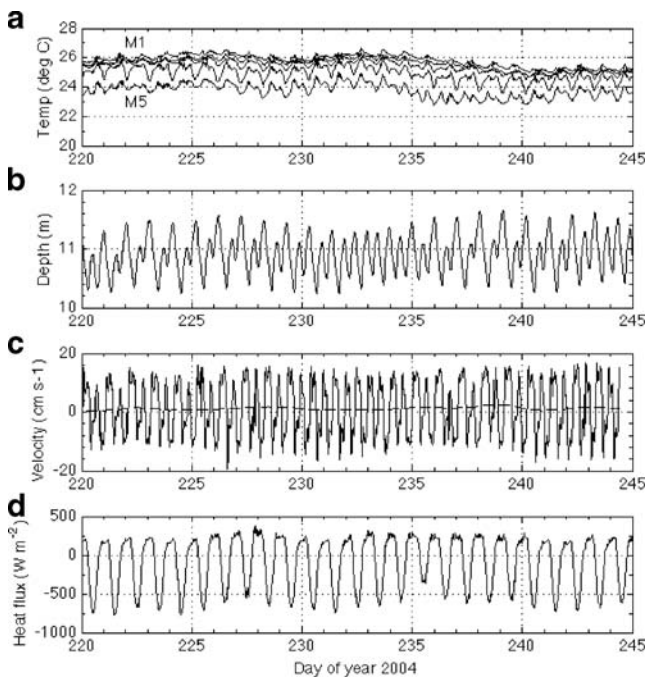 a
28
26
24
22
20
Temp (deg C)
M1
M5
220 225 230 235 240 245
b
12
11
10
Depth (m)
220 225 230 235 240 245
c
20
0
-20
Velocity (cm s-1)
220 225 230 235 240 245
d
500
0
-500
-1000
Heat flux (W m-2)
220 225 230 235 240 245
Day of year 2004